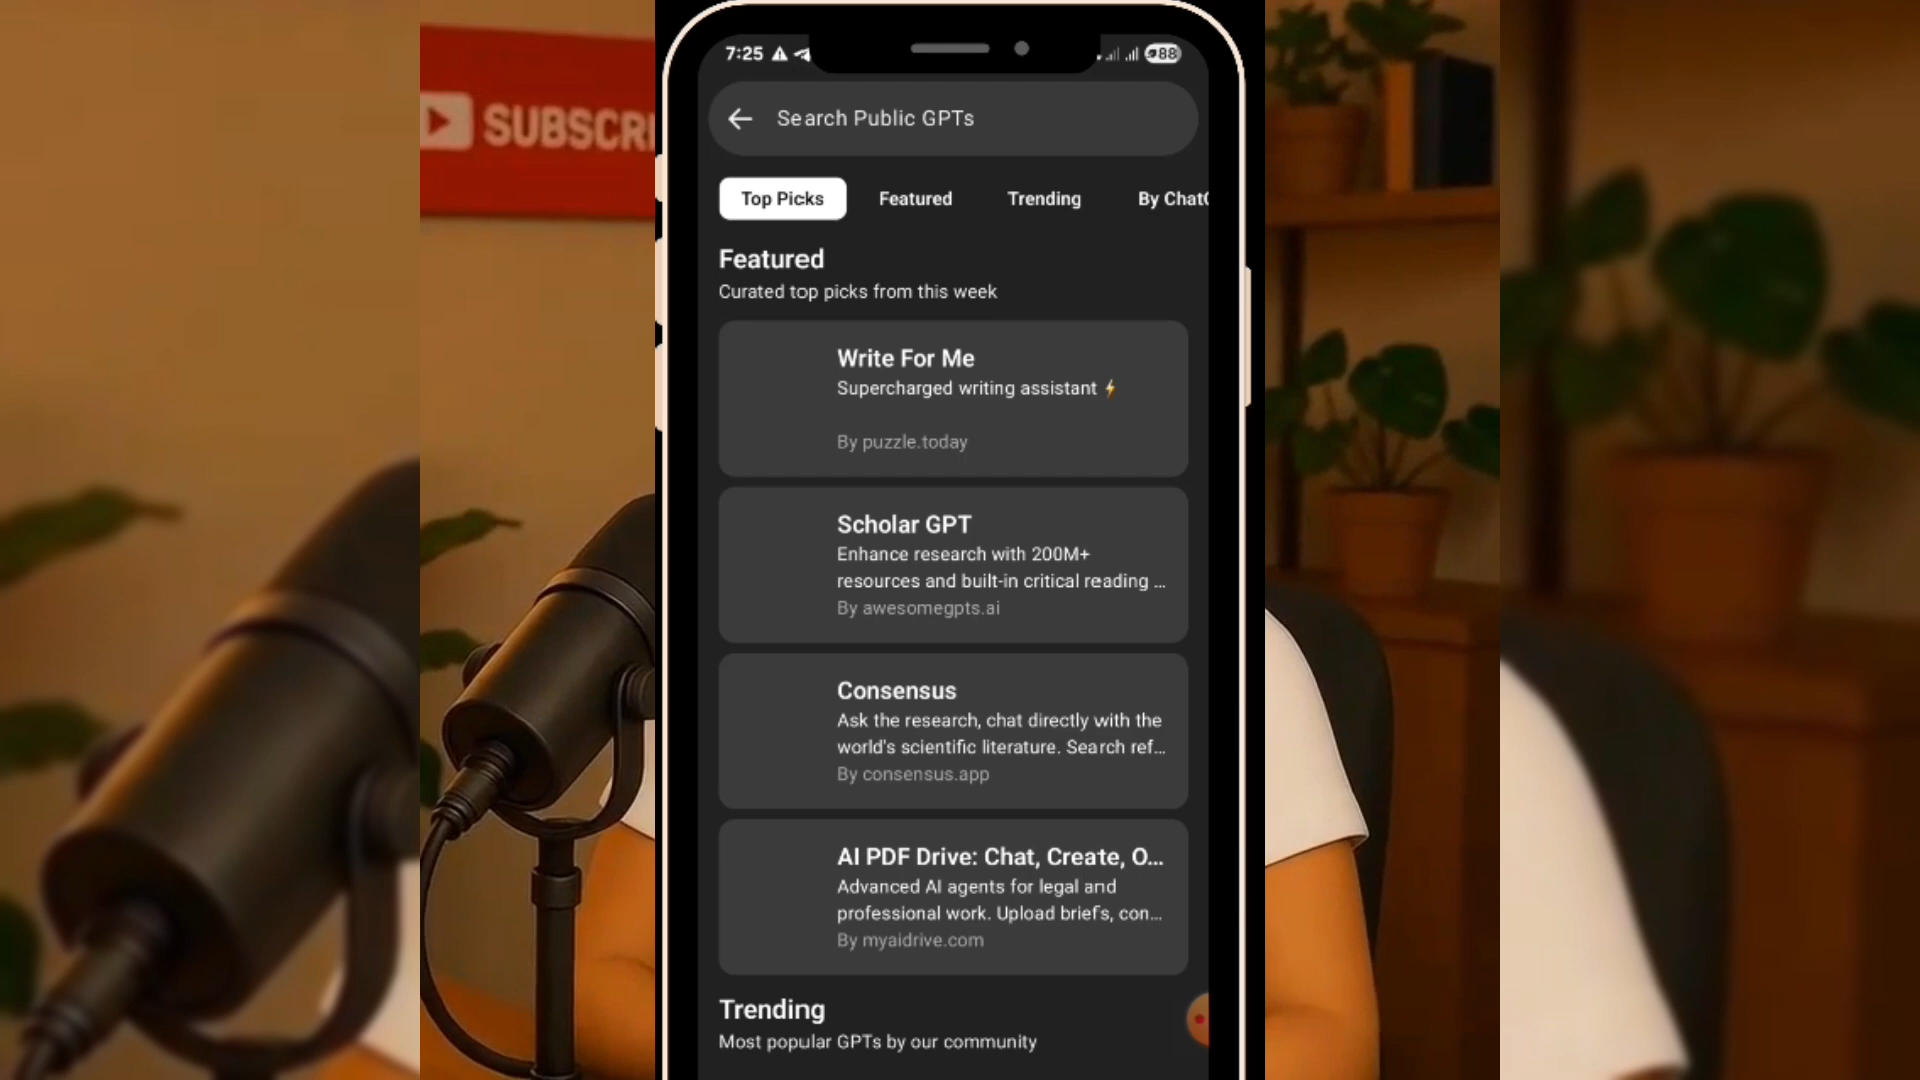 SUBSCRI
7:25
88
Search Public GPTs
Top Picks Featured Trending By Chat
Featured
Curated top picks from this week
Write For Me
Supercharged writing assistant ⚡
By puzzle.today
Scholar GPT
Enhance research with 200M+
resources and built-in critical reading ...
By awesomegpts.ai
Consensus
Ask the research, chat directly with the
world's scientific literature. Search ref...
By consensus.app
AI PDF Drive: Chat, Create, O...
Advanced AI agents for legal and
professional work. Upload briefs, con...
By myaidrive.com
Trending
Most popular GPTs by our community